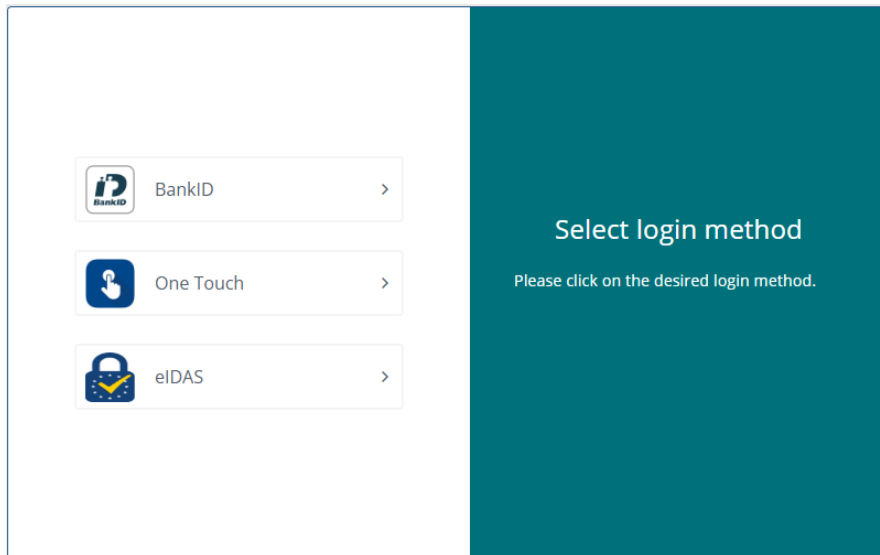 BankID
BankID
One Touch
eIDAS
Select login method
Please click on the desired login method.